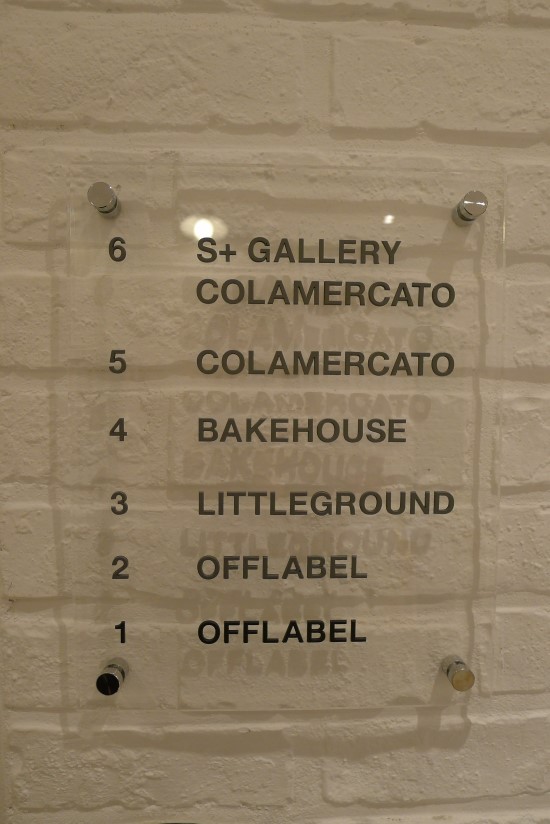 6 S+ GALLERY
COLAMERCATO
5 COLAMERCATO
4 BAKEHOUSE
3 LITTLEGROUND
2 OFFLABEL
1 OFFLABEL